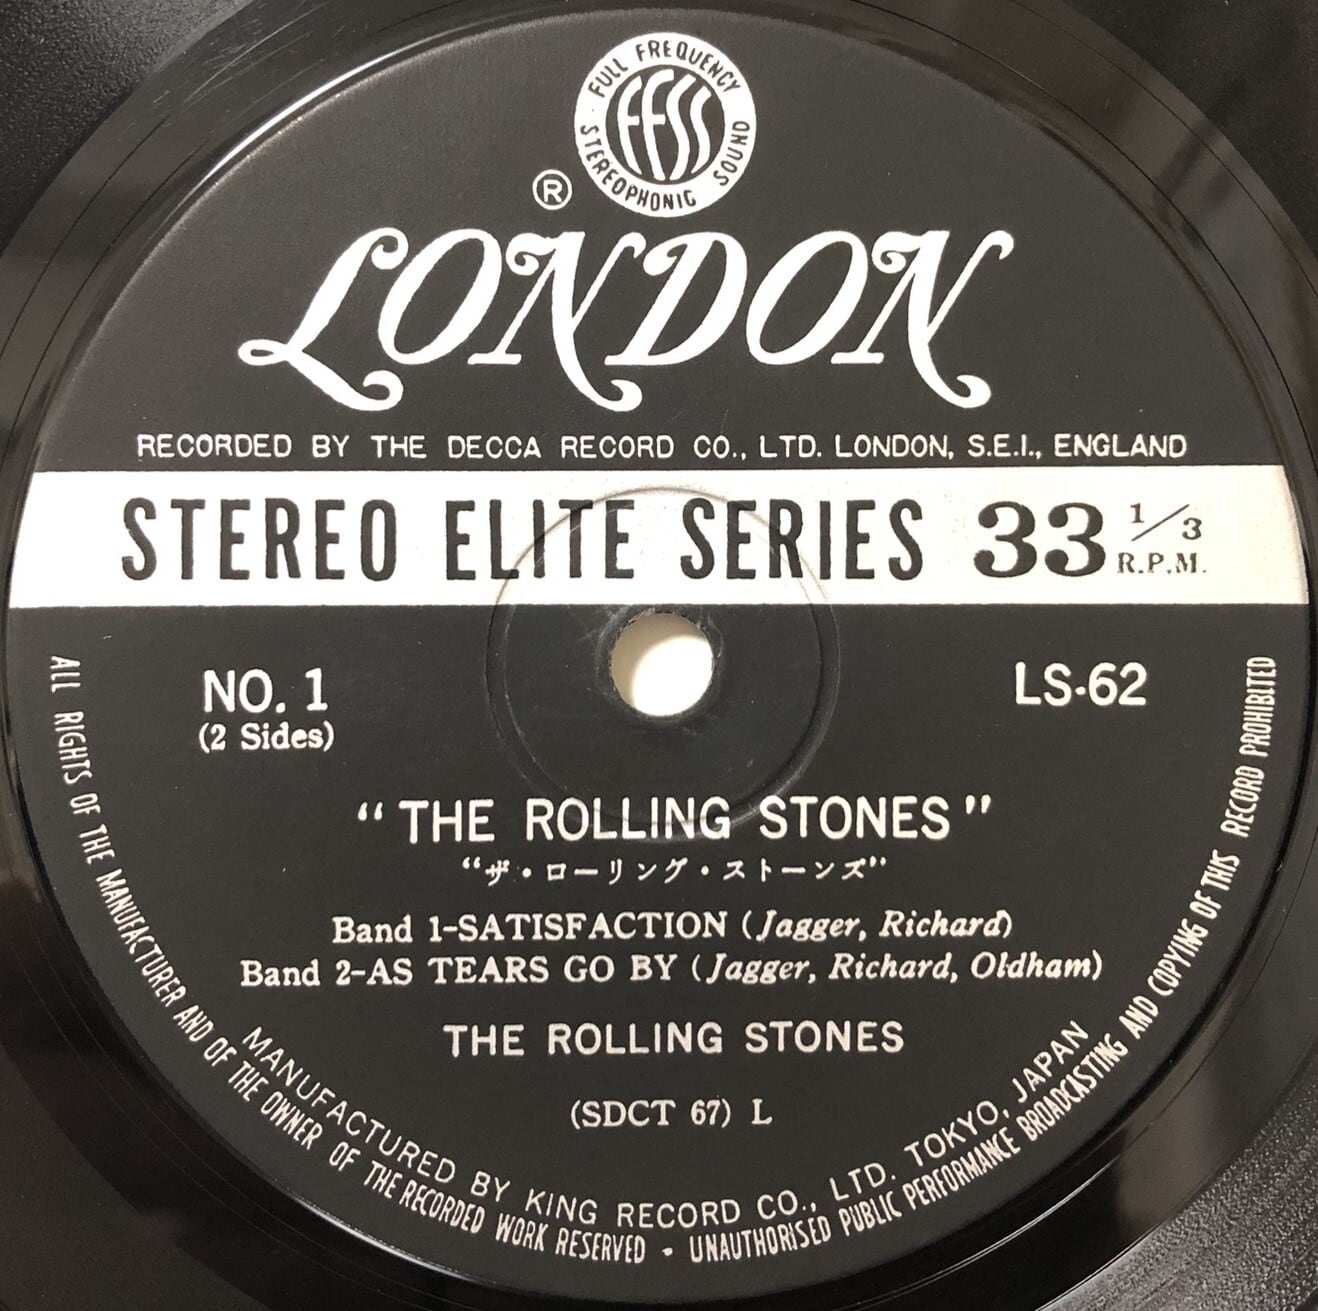 FULL FREQUENCY
FFSS
STEREOPHONIC SOUND
®
LONDON
RECORDED BY THE DECCA RECORD CO., LTD. LONDON, S.E.I., ENGLAND
STEREO ELITE SERIES 33 1/3 R.P.M.
NO. 1 LS-62
(2 Sides)
"THE ROLLING STONES"
"ザ・ローリング・ストーンズ"
Band 1-SATISFACTION (Jagger, Richard)
Band 2-AS TEARS GO BY (Jagger, Richard, Oldham)
THE ROLLING STONES
(SDCT 67) L
MANUFACTURED BY KING RECORD CO., LTD. TOKYO, JAPAN
ALL RIGHTS OF THE MANUFACTURER AND OF THE OWNER OF THE RECORDED WORK RESERVED • UNAUTHORISED PUBLIC PERFORMANCE BROADCASTING AND COPYING OF THIS RECORD PROHIBITED